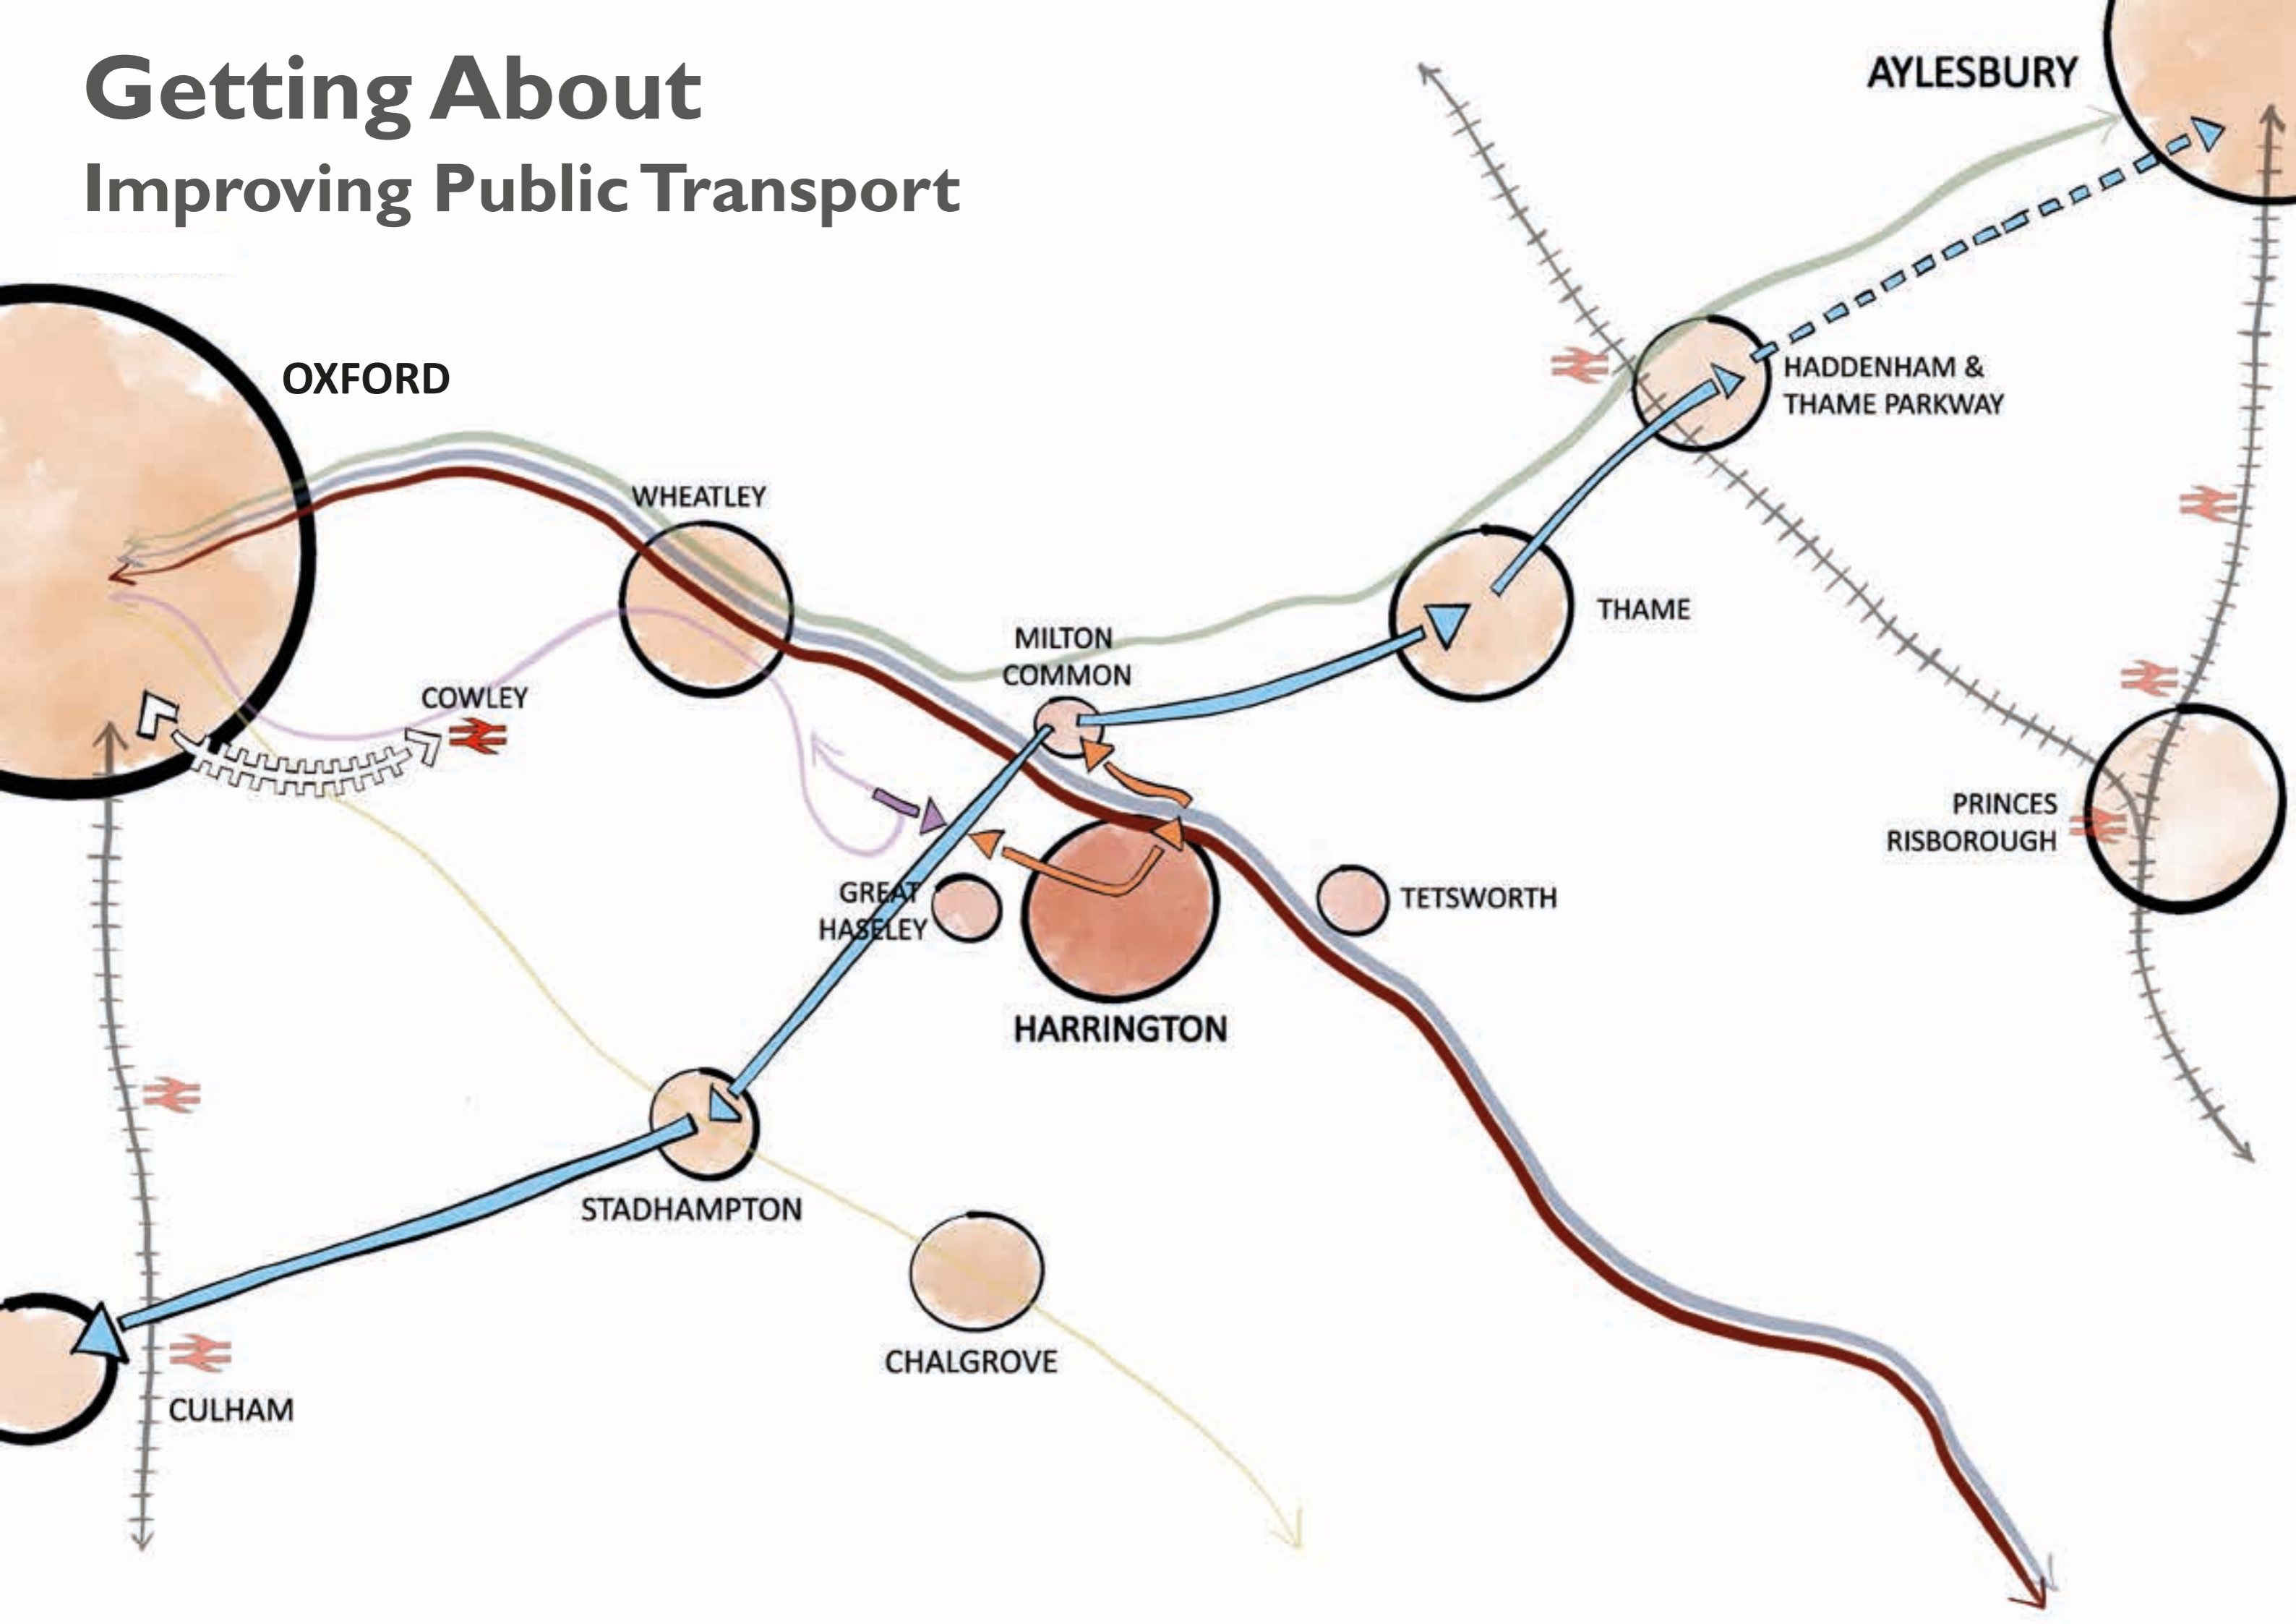 Getting About
Improving Public Transport
AYLESBURY
OXFORD
HADDENHAM &
THAME PARKWAY
WHEATLEY
THAME
MILTON
COMMON
COWLEY
PRINCES
RISBOROUGH
GREAT
HASELEY
TETSWORTH
HARRINGTON
STADHAMPTON
CHALGROVE
CULHAM